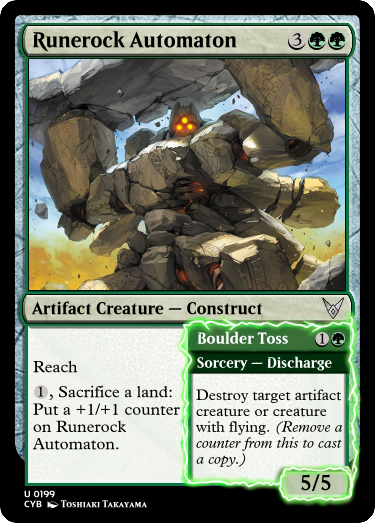 Runerock Automaton 3
Artifact Creature — Construct
Reach
1, Sacrifice a land:
Put a +1/+1 counter
on Runerock
Automaton.
Boulder Toss 1
Sorcery — Discharge
Destroy target artifact
creature or creature
with flying. (Remove a
counter from this to cast
a copy.)
5/5
U 0199
CYB Toshiaki Takayama